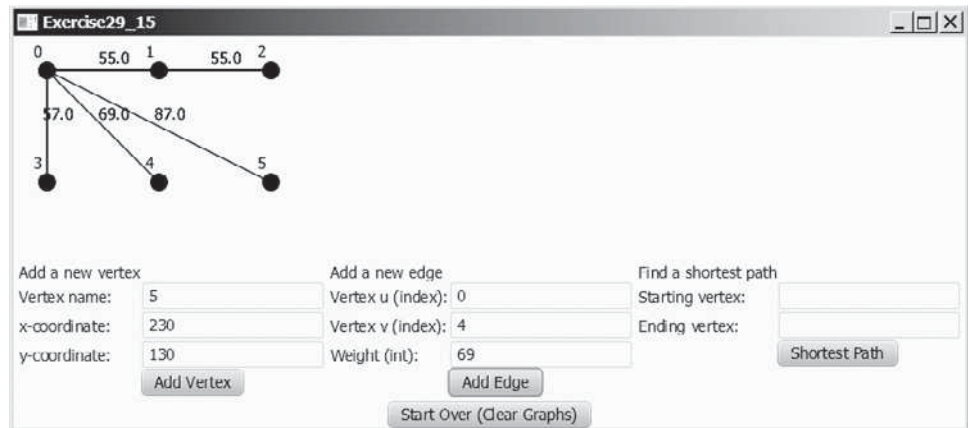 Exercise29_15
0 55.0 1 55.0 2
57.0 69.0 87.0
3 4 5
Add a new vertex Add a new edge Find a shortest path
Vertex name: 5 Vertex u (index): 0 Starting vertex:
x-coordinate: 230 Vertex v (index): 4 Ending vertex:
y-coordinate: 130 Weight (int): 69 Shortest Path
Add Vertex Add Edge
Start Over (Clear Graphs)